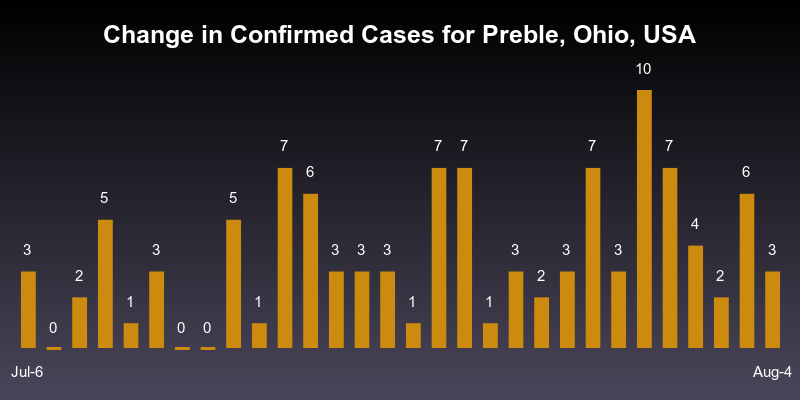 Change in Confirmed Cases for Preble, Ohio, USA
3 0 2 5 1 3 0 0 5 1 7 6 3 3 3 1 7 7 1 3 2 3 7 3 10 7 4 2 6 3
Jul-6 Aug-4